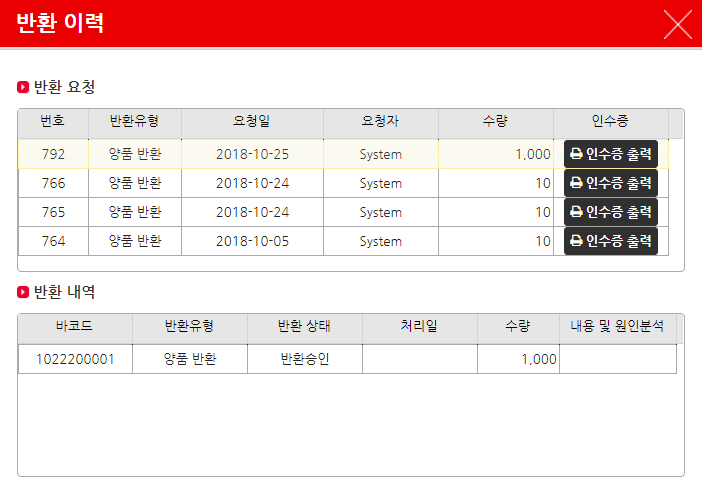 반환 이력
반환 요청
번호 반환유형 요청일 요청자 수량 인수증
792 양품 반환 2018-10-25 System 1,000 인수증 출력
766 양품 반환 2018-10-24 System 10 인수증 출력
765 양품 반환 2018-10-24 System 10 인수증 출력
764 양품 반환 2018-10-05 System 10 인수증 출력
반환 내역
바코드 반환유형 반환 상태 처리일 수량 내용 및 원인분석
1022200001 양품 반환 반환승인 1,000